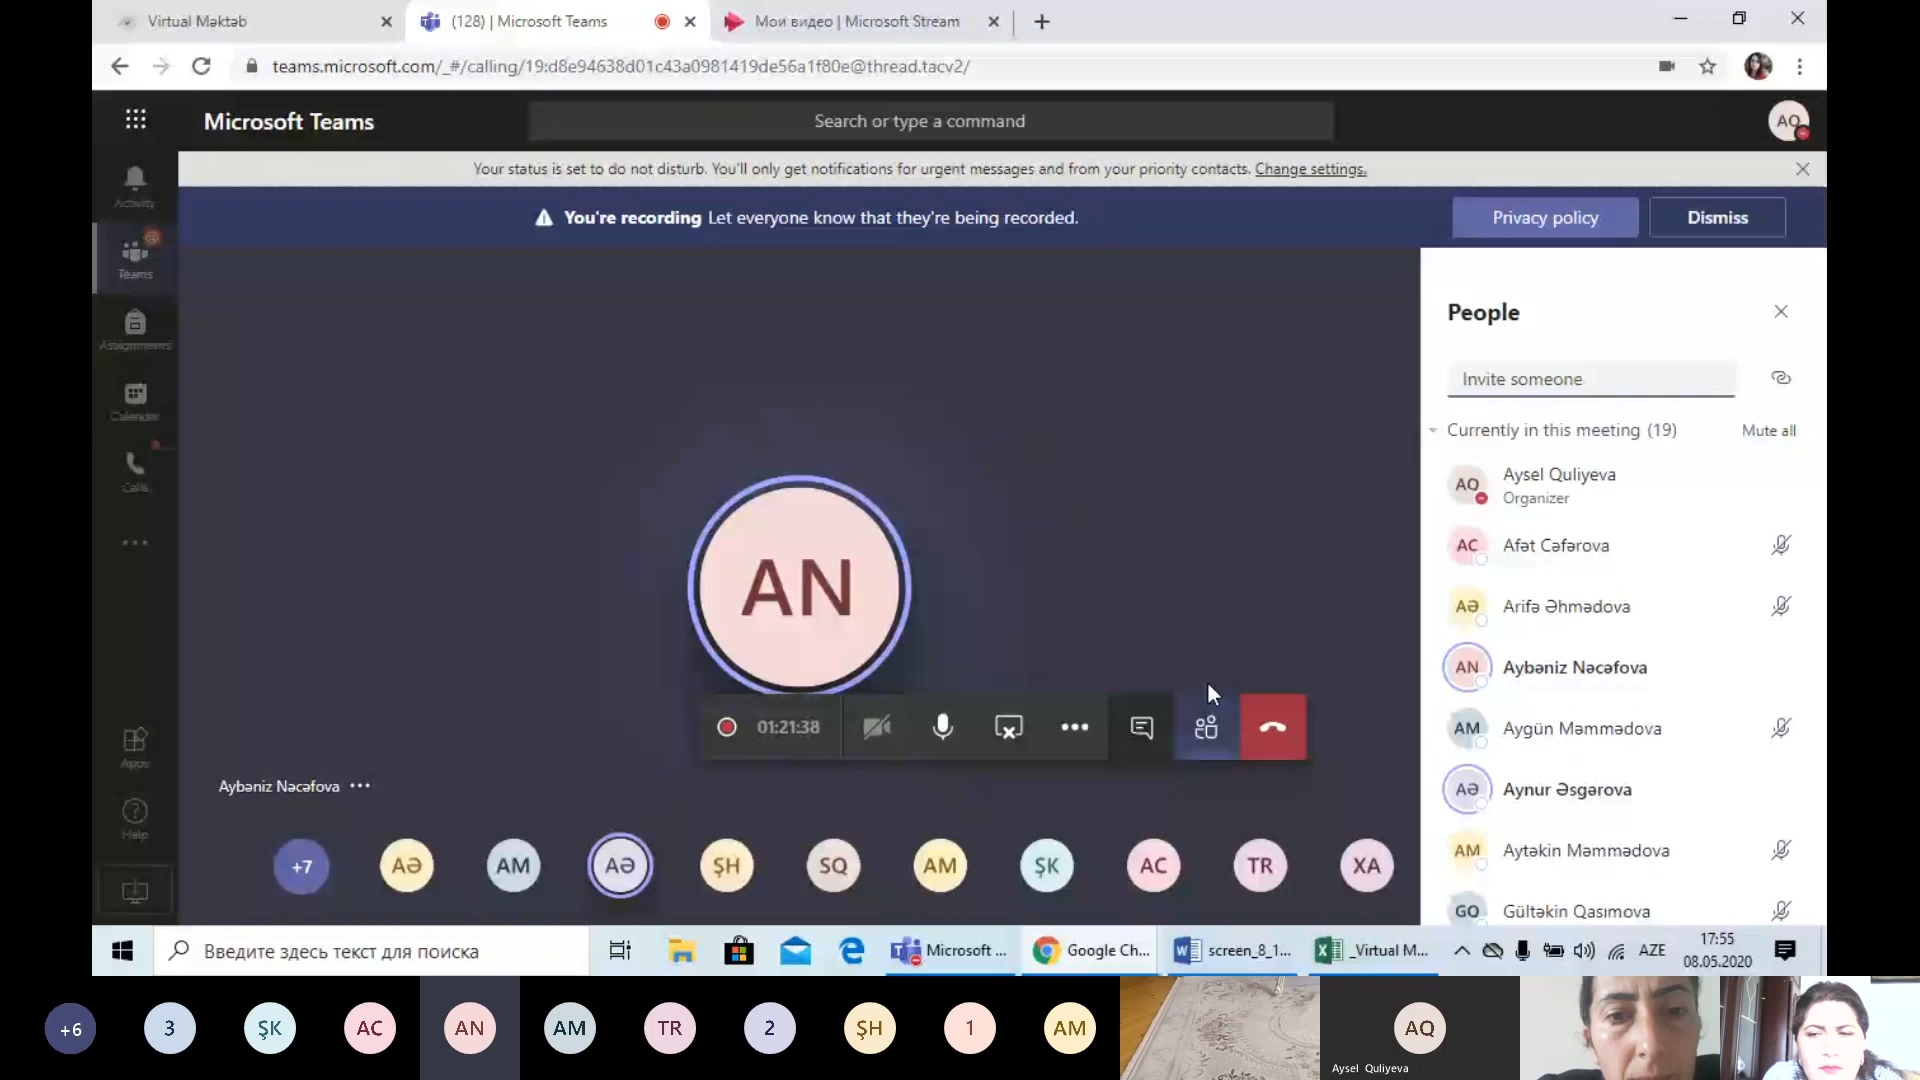 Virtual Məktəb
(128) | Microsoft Teams
Мои видео | Microsoft Stream
teams.microsoft.com/_#/calling/19:d8e94638d01c43a0981419de56a1f80e@thread.tacv2/
Microsoft Teams
Search or type a command
AQ
Your status is set to do not disturb. You'll only get notifications for urgent messages and from your priority contacts. Change settings.
You're recording Let everyone know that they're being recorded.
Privacy policy
Dismiss
Activity
Teams
Assignments
Calendar
Calls
Apps
Help
AN
01:21:38
Aybəniz Nəcəfova
+7
AƏ
AM
AƏ
ŞH
SQ
AM
ŞK
AC
TR
XA
People
Invite someone
Currently in this meeting (19)
Mute all
AQ
Aysel Quliyeva
Organizer
AC
Afət Cəfərova
AƏ
Arifə Əhmədova
AN
Aybəniz Nəcəfova
AM
Aygün Məmmədova
AƏ
Aynur Əsgərova
AM
Aytəkin Məmmədova
GQ
Gültəkin Qasımova
Введите здесь текст для поиска
Microsoft ...
Google Ch...
screen_8_1...
_Virtual M...
AZE
17:55
08.05.2020
+6
3
ŞK
AC
AN
AM
TR
2
ŞH
1
AM
AQ
Aysel Quliyeva